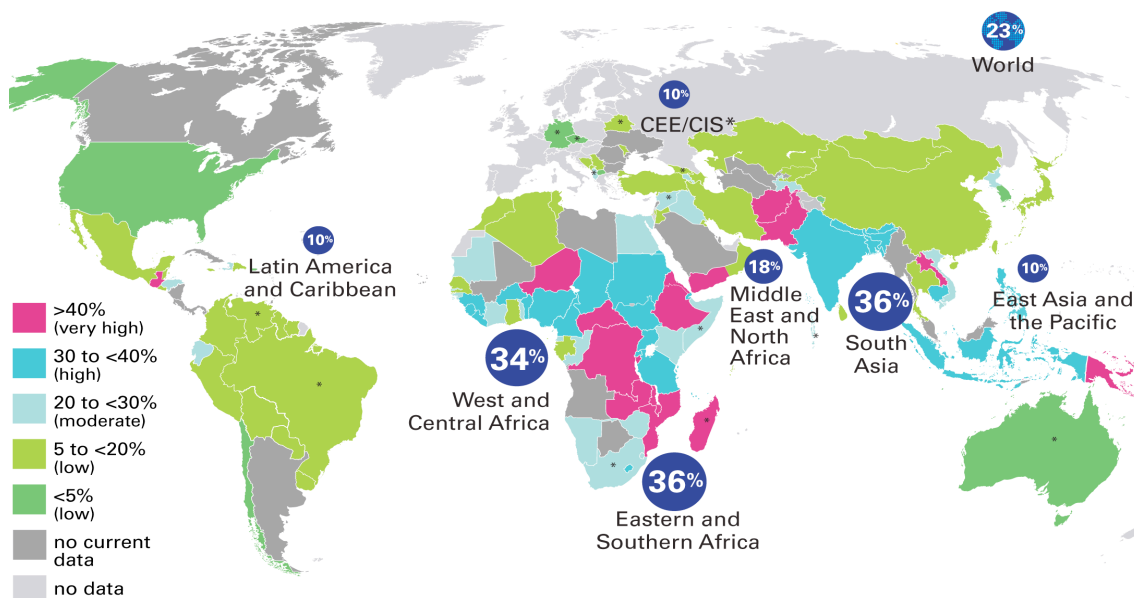 23%
World
10%
CEE/CIS*
10%
Latin America
and Caribbean
18%
Middle
East and
North
Africa
36%
South
Asia
10%
East Asia and
the Pacific
34%
West and
Central Africa
36%
Eastern and
Southern Africa
>40%
(very high)
30 to <40%
(high)
20 to <30%
(moderate)
5 to <20%
(low)
<5%
(low)
no current
data
no data
*
*
*
*
*
*
*
*
*
*
*
*